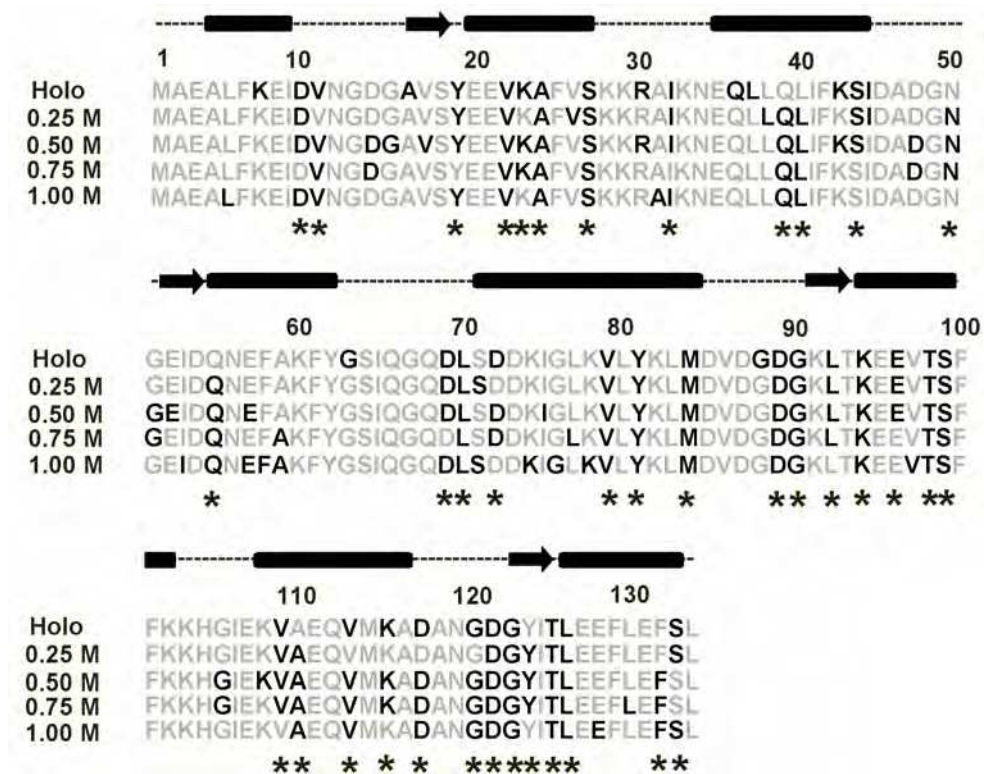 1 10 20 30 40 50
Holo MAEALFKEIDVNGDGAVSYEEVKAFVSKKRAIKNEQLLQLIFKSIDADGN
0.25 M MAEALFKEIDVNGDGAVSYEEVKAFVSKKRAIKNEQLLQLIFKSIDADGN
0.50 M MAEALFKEIDVNGDGAVSYEEVKAFVSKKRAIKNEQLLQLIFKSIDADGN
0.75 M MAEALFKEIDVNGDGAVSYEEVKAFVSKKRAIKNEQLLQLIFKSIDADGN
1.00 M MAEALFKEIDVNGDGAVSYEEVKAFVSKKRAIKNEQLLQLIFKSIDADGN
** * *** * * ** * *
60 70 80 90 100
Holo GEIDQNEFAKFYGSIQGQDLSDDKIGLKVLYKLMDVDGDGKLTKEEVTSF
0.25 M GEIDQNEFAKFYGSIQGQDLSDDKIGLKVLYKLMDVDGDGKLTKEEVTSF
0.50 M GEIDQNEFAKFYGSIQGQDLSDDKIGLKVLYKLMDVDGDGKLTKEEVTSF
0.75 M GEIDQNEFAKFYGSIQGQDLSDDKIGLKVLYKLMDVDGDGKLTKEEVTSF
1.00 M GEIDQNEFAKFYGSIQGQDLSDDKIGLKVLYKLMDVDGDGKLTKEEVTSF
* ** * * * * ** * * * **
110 120 130
Holo FKKHGIEKVAEQVMKADANGDGYITLEEFLEFSL
0.25 M FKKHGIEKVAEQVMKADANGDGYITLEEFLEFSL
0.50 M FKKHGIEKVAEQVMKADANGDGYITLEEFLEFSL
0.75 M FKKHGIEKVAEQVMKADANGDGYITLEEFLEFSL
1.00 M FKKHGIEKVAEQVMKADANGDGYITLEEFLEFSL
** * * * ****** **